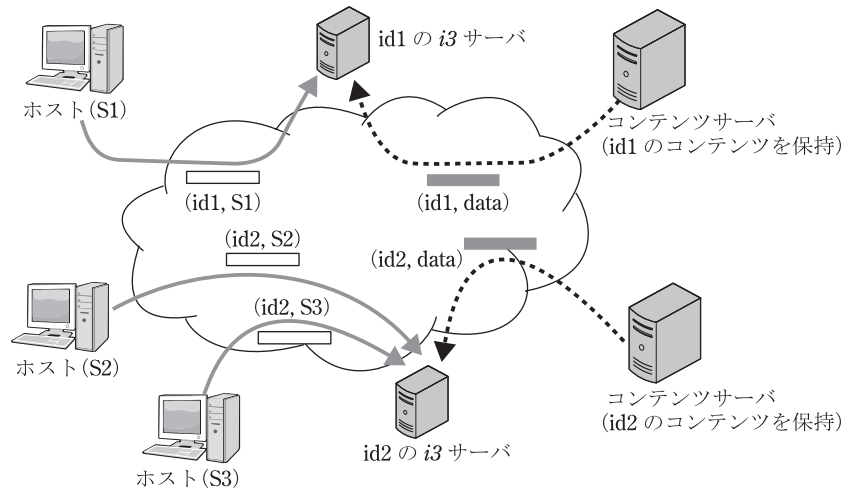 id1 の i3 サーバ
ホスト(S1)
コンテンツサーバ
(id1 のコンテンツを保持)
(id1, S1)
(id1, data)
(id2, S2)
(id2, data)
(id2, S3)
ホスト(S2)
コンテンツサーバ
(id2 のコンテンツを保持)
id2 の i3 サーバ
ホスト(S3)